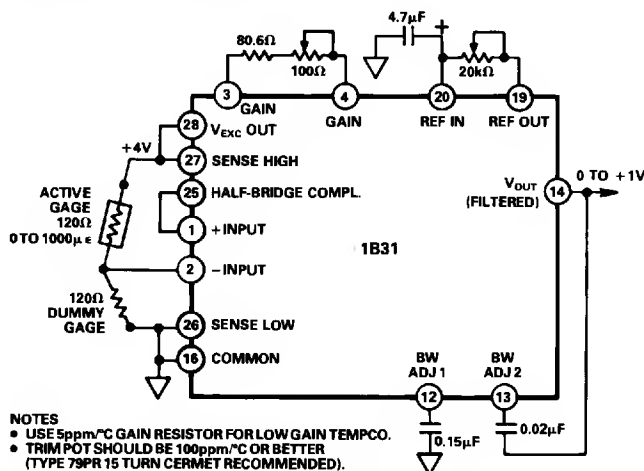 4.7μF
+
80.6Ω
100Ω
20kΩ
3
4
20
19
GAIN
GAIN
REF IN
REF OUT
28
V_EXC OUT
+4V
27
SENSE HIGH
25
HALF-BRIDGE COMPL.
ACTIVE
GAGE
120Ω
0 TO 1000με
1
+INPUT
2
–INPUT
1B31
V_OUT
(FILTERED)
14
0 TO +1V
120Ω
DUMMY
GAGE
26
SENSE LOW
16
COMMON
BW
ADJ 1
BW
ADJ 2
12
13
0.15μF
0.02μF
NOTES
• USE 5ppm/°C GAIN RESISTOR FOR LOW GAIN TEMPCO.
• TRIM POT SHOULD BE 100ppm/°C OR BETTER
(TYPE 79PR 15 TURN CERMET RECOMMENDED).